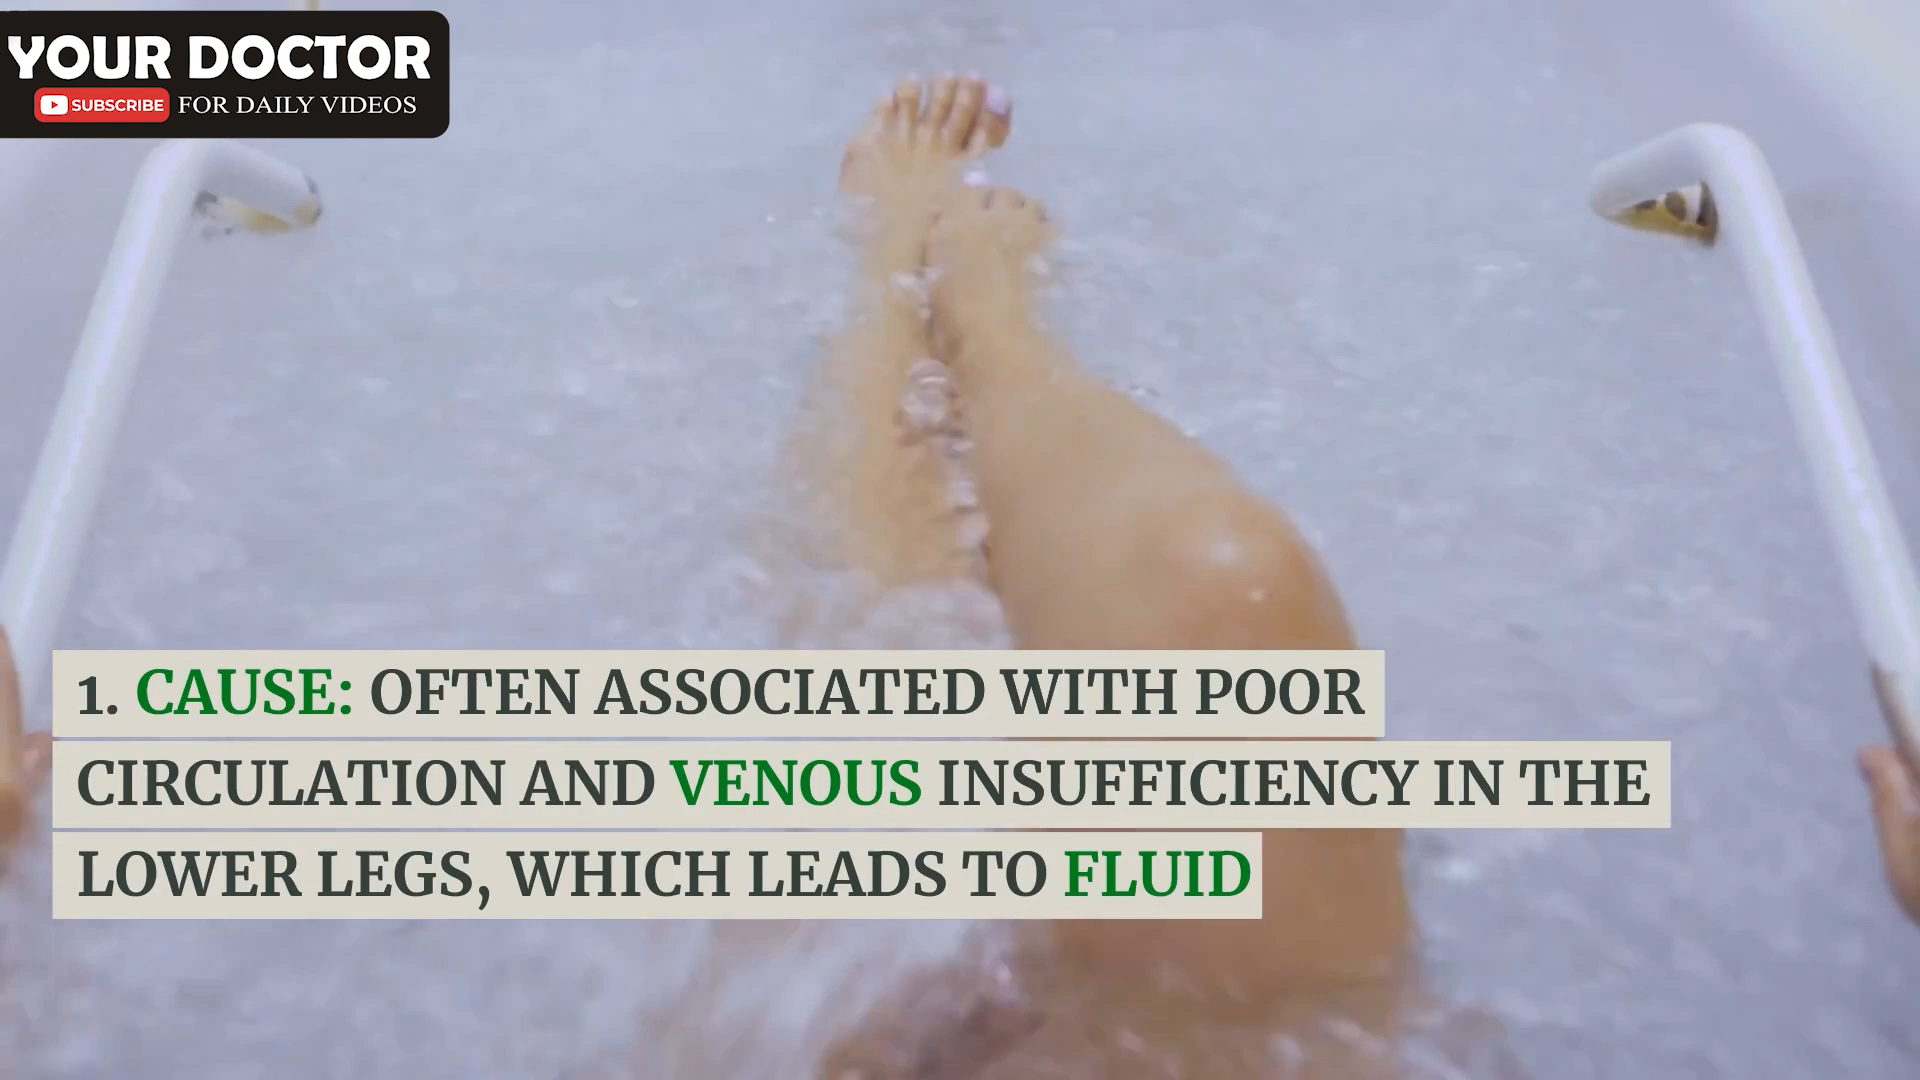 YOUR DOCTOR
SUBSCRIBE FOR DAILY VIDEOS
1. CAUSE: OFTEN ASSOCIATED WITH POOR
CIRCULATION AND VENOUS INSUFFICIENCY IN THE
LOWER LEGS, WHICH LEADS TO FLUID